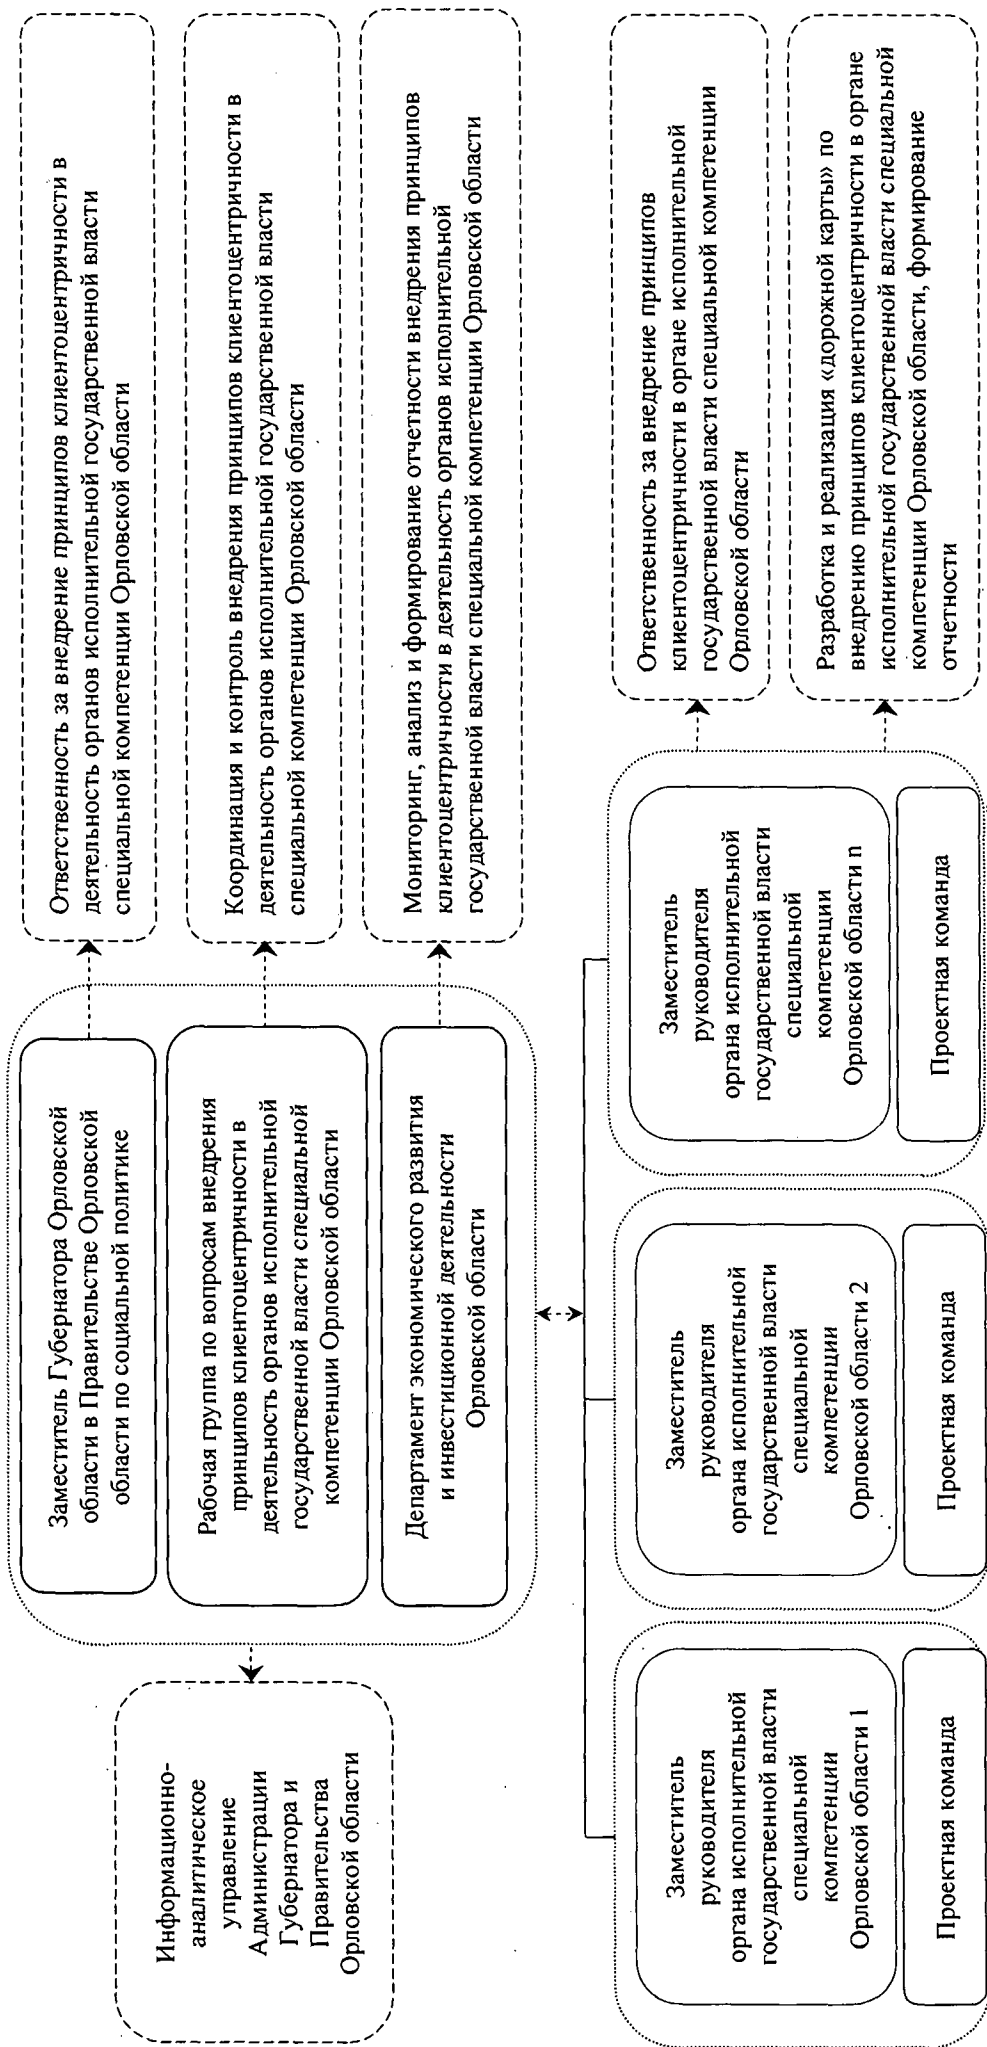 Информационно-
аналитическое
управление
Администрации
Губернатора и
Правительства
Орловской области
Заместитель Губернатора Орловской
области в Правительстве Орловской
области по социальной политике
Рабочая группа по вопросам внедрения
принципов клиентоцентричности в
деятельность органов исполнительной
государственной власти специальной
компетенции Орловской области
Департамент экономического развития
и инвестиционной деятельности
Орловской области
Ответственность за внедрение принципов клиентоцентричности в
деятельность органов исполнительной государственной власти
специальной компетенции Орловской области
Координация и контроль внедрения принципов клиентоцентричности в
деятельность органов исполнительной государственной власти
специальной компетенции Орловской области
Мониторинг, анализ и формирование отчетности внедрения принципов
клиентоцентричности в деятельность органов исполнительной
государственной власти специальной компетенции Орловской области
Заместитель
руководителя
органа исполнительной
государственной власти
специальной
компетенции
Орловской области 1
Проектная команда
Заместитель
руководителя
органа исполнительной
государственной власти
специальной
компетенции
Орловской области 2
Проектная команда
Заместитель
руководителя
органа исполнительной
государственной власти
специальной
компетенции
Орловской области n
Проектная команда
Ответственность за внедрение принципов
клиентоцентричности в органе исполнительной
государственной власти специальной компетенции
Орловской области
Разработка и реализация «дорожной карты» по
внедрению принципов клиентоцентричности в органе
исполнительной государственной власти специальной
компетенции Орловской области, формирование
отчетности